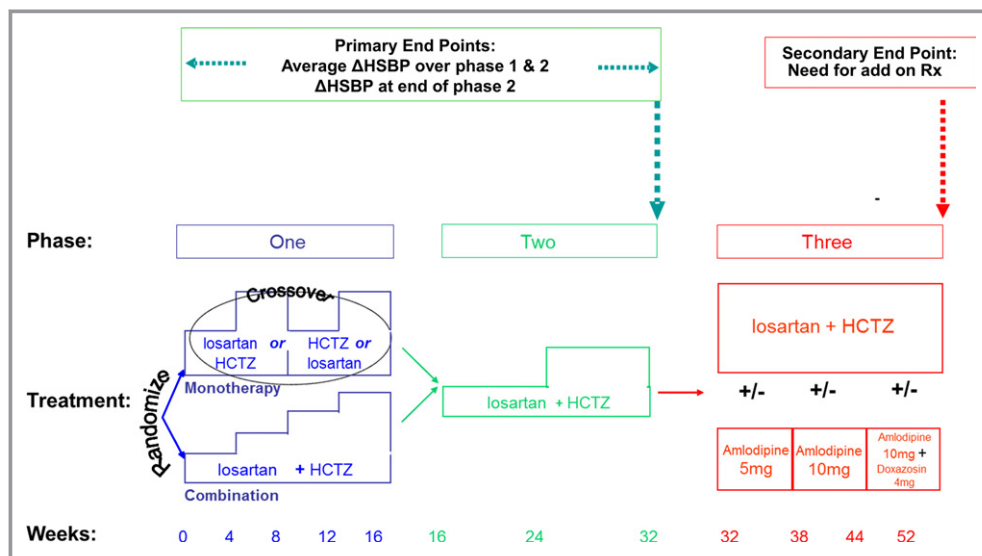 Primary End Points:
Average ΔHSBP over phase 1 & 2
ΔHSBP at end of phase 2
Secondary End Point:
Need for add on Rx
Phase:
One
Two
Three
Treatment:
Randomize
Crossover
losartan or HCTZ or
HCTZ losartan
Monotherapy
losartan + HCTZ
Combination
losartan + HCTZ
losartan + HCTZ
+/- +/- +/-
Amlodipine
5mg
Amlodipine
10mg
Amlodipine
10mg +
Doxazosin
4mg
Weeks: 0 4 8 12 16 16 24 32 32 38 44 52